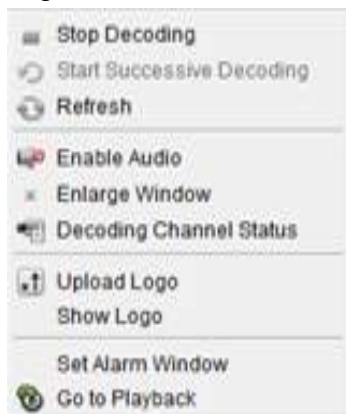 Stop Decoding
Start Successive Decoding
Refresh
Enable Audio
Enlarge Window
Decoding Channel Status
Upload Logo
Show Logo
Set Alarm Window
Go to Playback